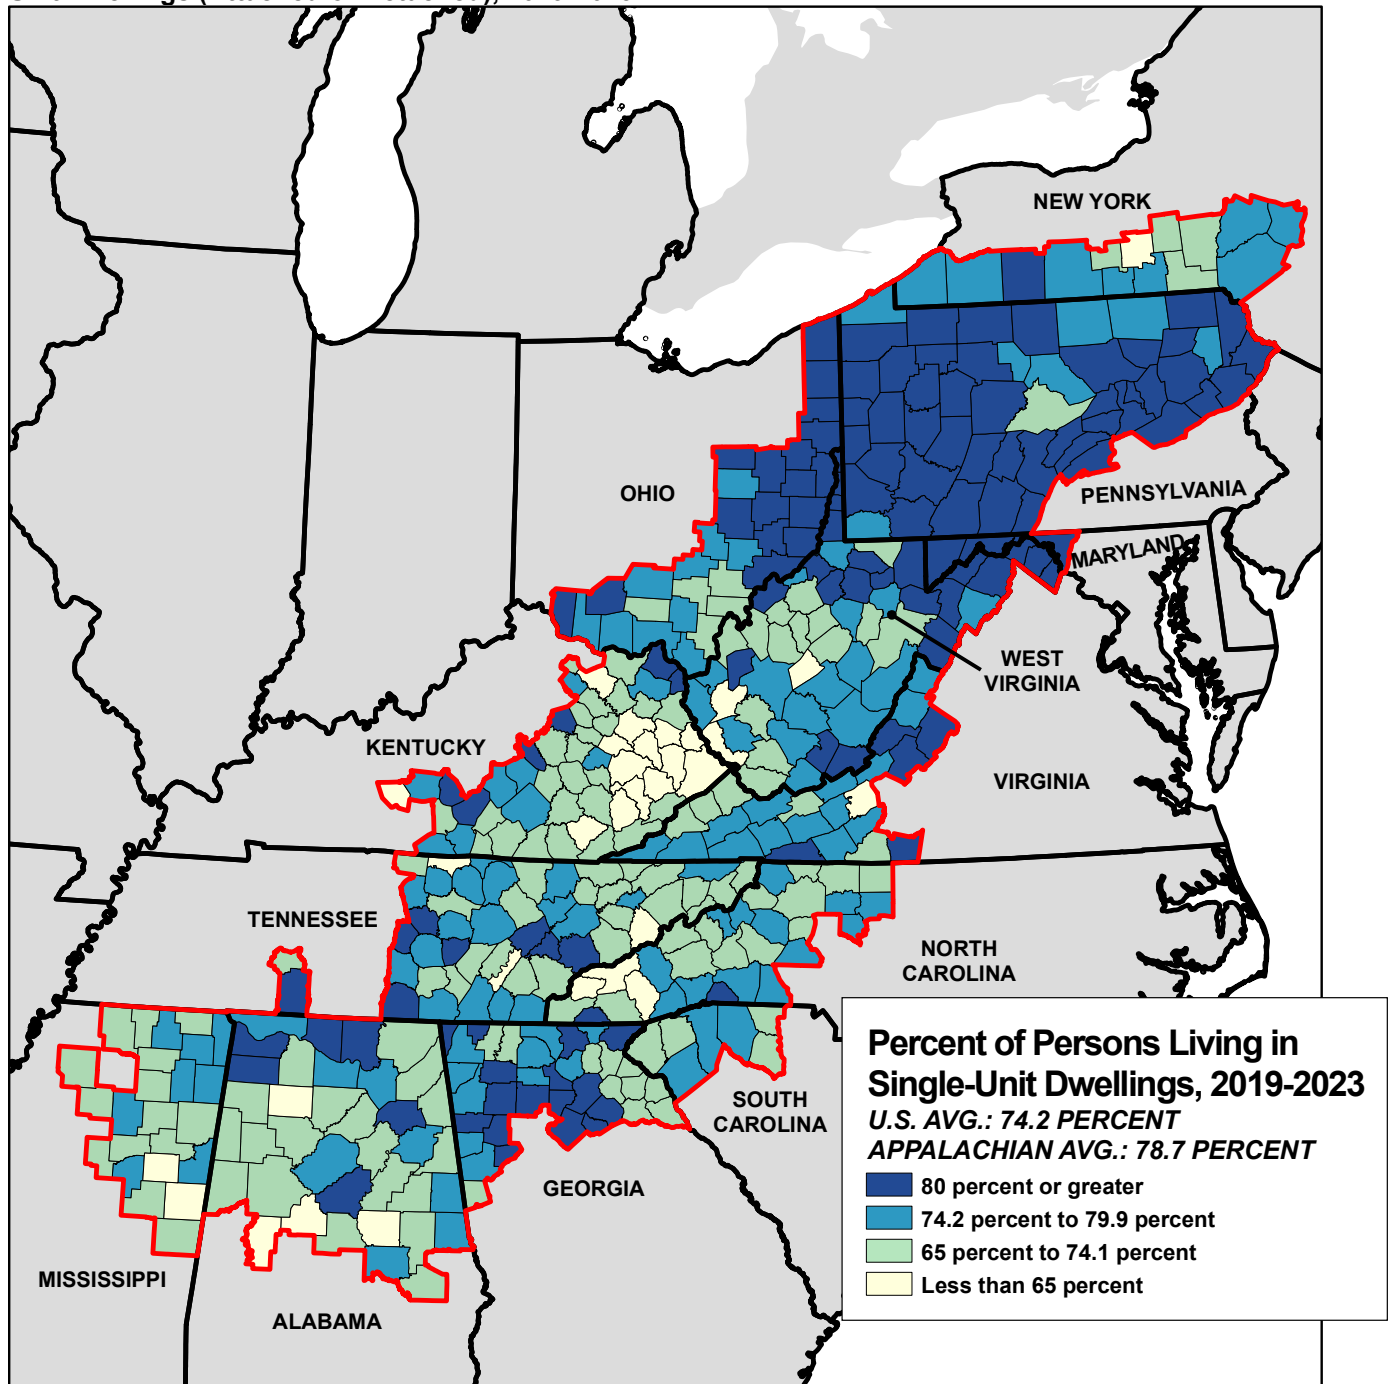 NEW YORK
OHIO
PENNSYLVANIA
MARYLAND
WEST
VIRGINIA
KENTUCKY
VIRGINIA
TENNESSEE
NORTH
CAROLINA
SOUTH
CAROLINA
GEORGIA
MISSISSIPPI
ALABAMA
Percent of Persons Living in
Single-Unit Dwellings, 2019-2023
U.S. AVG.: 74.2 PERCENT
APPALACHIAN AVG.: 78.7 PERCENT
80 percent or greater
74.2 percent to 79.9 percent
65 percent to 74.1 percent
Less than 65 percent